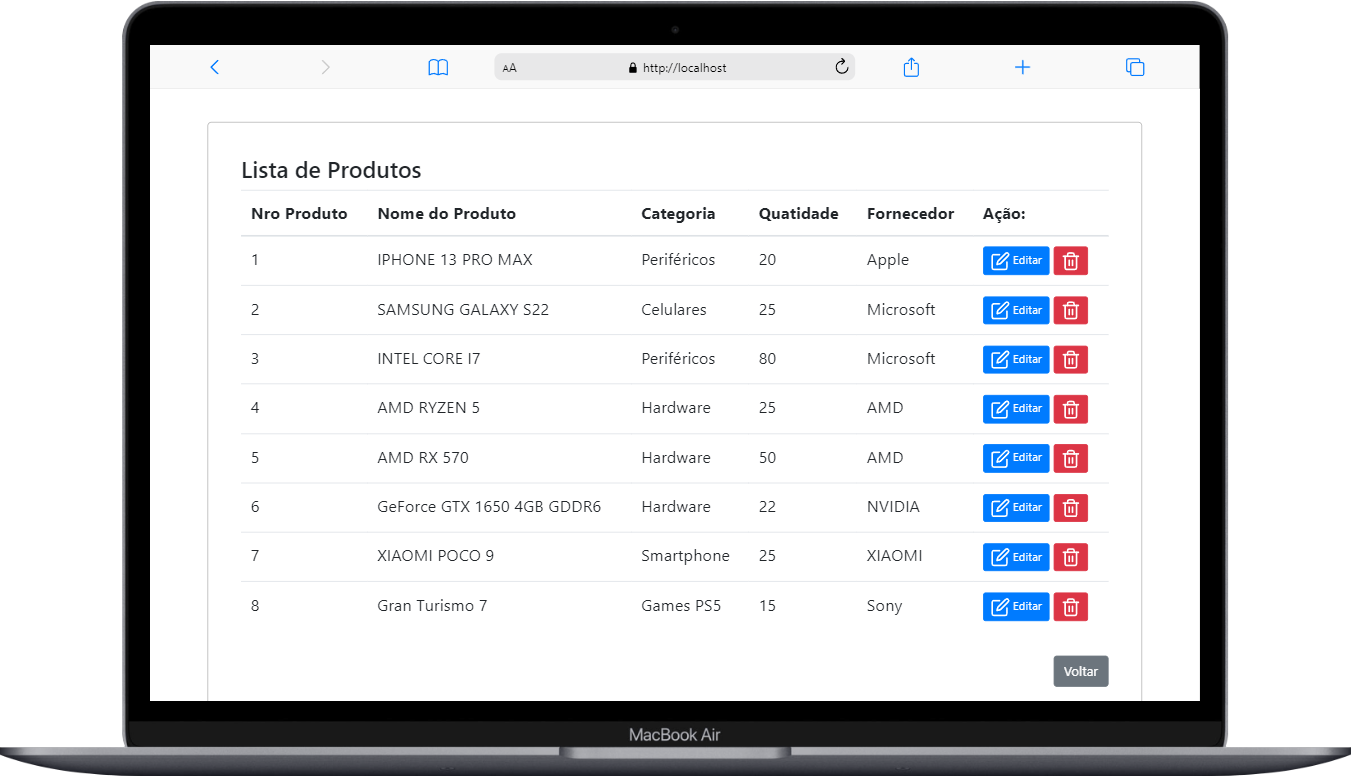 AA http://localhost
Lista de Produtos
Nro Produto Nome do Produto Categoria Quatidade Fornecedor Ação:
1 IPHONE 13 PRO MAX Periféricos 20 Apple Editar
2 SAMSUNG GALAXY S22 Celulares 25 Microsoft Editar
3 INTEL CORE I7 Periféricos 80 Microsoft Editar
4 AMD RYZEN 5 Hardware 25 AMD Editar
5 AMD RX 570 Hardware 50 AMD Editar
6 GeForce GTX 1650 4GB GDDR6 Hardware 22 NVIDIA Editar
7 XIAOMI POCO 9 Smartphone 25 XIAOMI Editar
8 Gran Turismo 7 Games PS5 15 Sony Editar
Voltar
MacBook Air